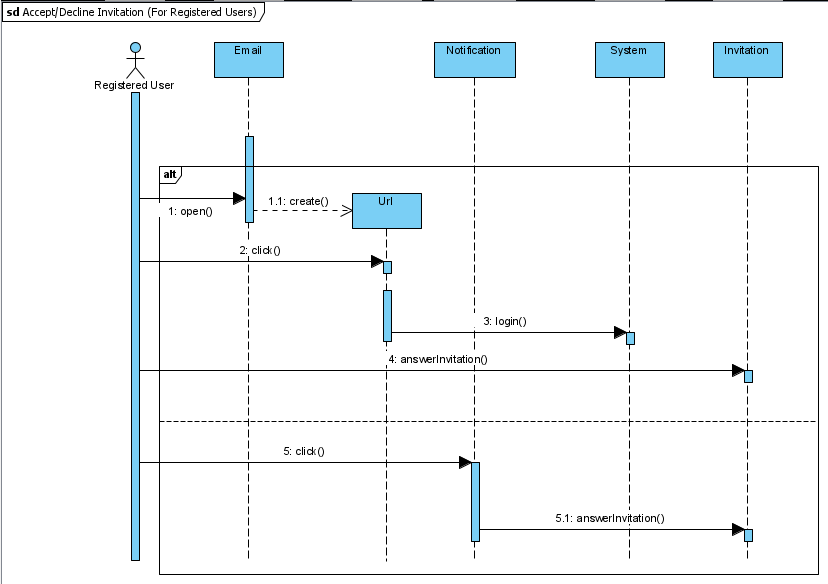 sd Accept/Decline Invitation (For Registered Users)
Registered User
Email
Notification
System
Invitation
alt
1: open()
1.1: create()
Url
2: click()
3: login()
4: answerInvitation()
5: click()
5.1: answerInvitation()